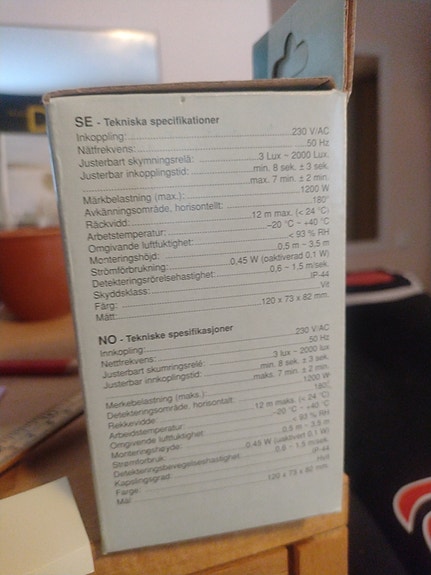 SE - Tekniska specifikationer
Inkoppling: 230 V/AC
Nätfrekvens: 50 Hz
Justerbart skymningsrelä: 3 Lux ~ 2000 Lux.
Justerbar inkopplingstid: min. 8 sek. ± 3 sek.
max. 7 min. ± 2 min.
Märkbelastning (max.): 1200 W
Avkänningsområde, horisontellt: 180°
Räckvidd: 12 m max. (< 24 °C)
Arbetstemperatur: -20 °C ~ +40 °C
Omgivande luftfuktighet: < 93 % RH
Monteringshöjd: 0,5 m ~ 3,5 m
Strömförbrukning: 0.45 W (oaktiverad 0,1 W)
Detekteringsrörelsehastighet: 0,6 ~ 1,5 m/sek.
Skyddsklass: IP-44
Färg: Vit
Mått: 120 x 73 x 82 mm.
NO - Tekniske spesifikasjoner
Innkopling: 230 V/AC
Nettfrekvens: 50 Hz
Justerbart skumringsrelé: 3 lux ~ 2000 lux
Justerbar innkoplingstid: min. 8 sek. ± 3 sek.
maks. 7 min. ± 2 min.
Merkebelastning (maks.): 1200 W
Detekteringsområde, horisontalt: 180°
Rekkevidde: 12 m maks. (< 24 °C)
Arbeidstemperatur: -20 °C ~ +40 °C
Omgivende luftfuktighet: < 93 % RH
Monteringshøyde: 0,5 m ~ 3,5 m
Strømforbruk: 0.45 W (uaktivert 0,1 W)
Detekteringsbevegelseshastighet: 0,6 ~ 1,5 m/sek.
Kapslingsgrad: IP-44
Farge: Hvit
Mål: 120 x 73 x 82 mm.